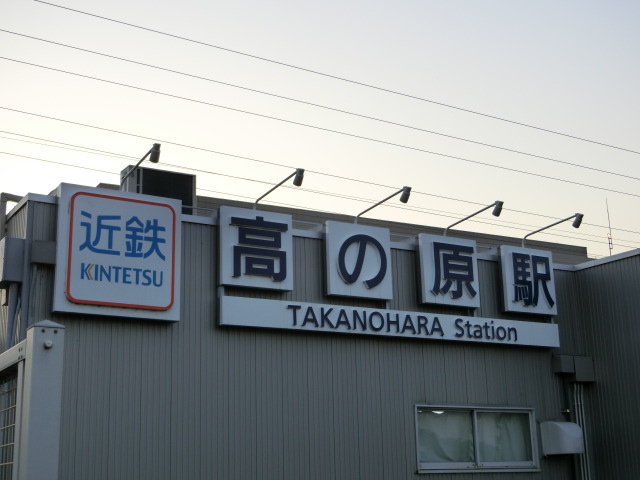 近鉄
KINTETSU
高の原駅
TAKANOHARA Station